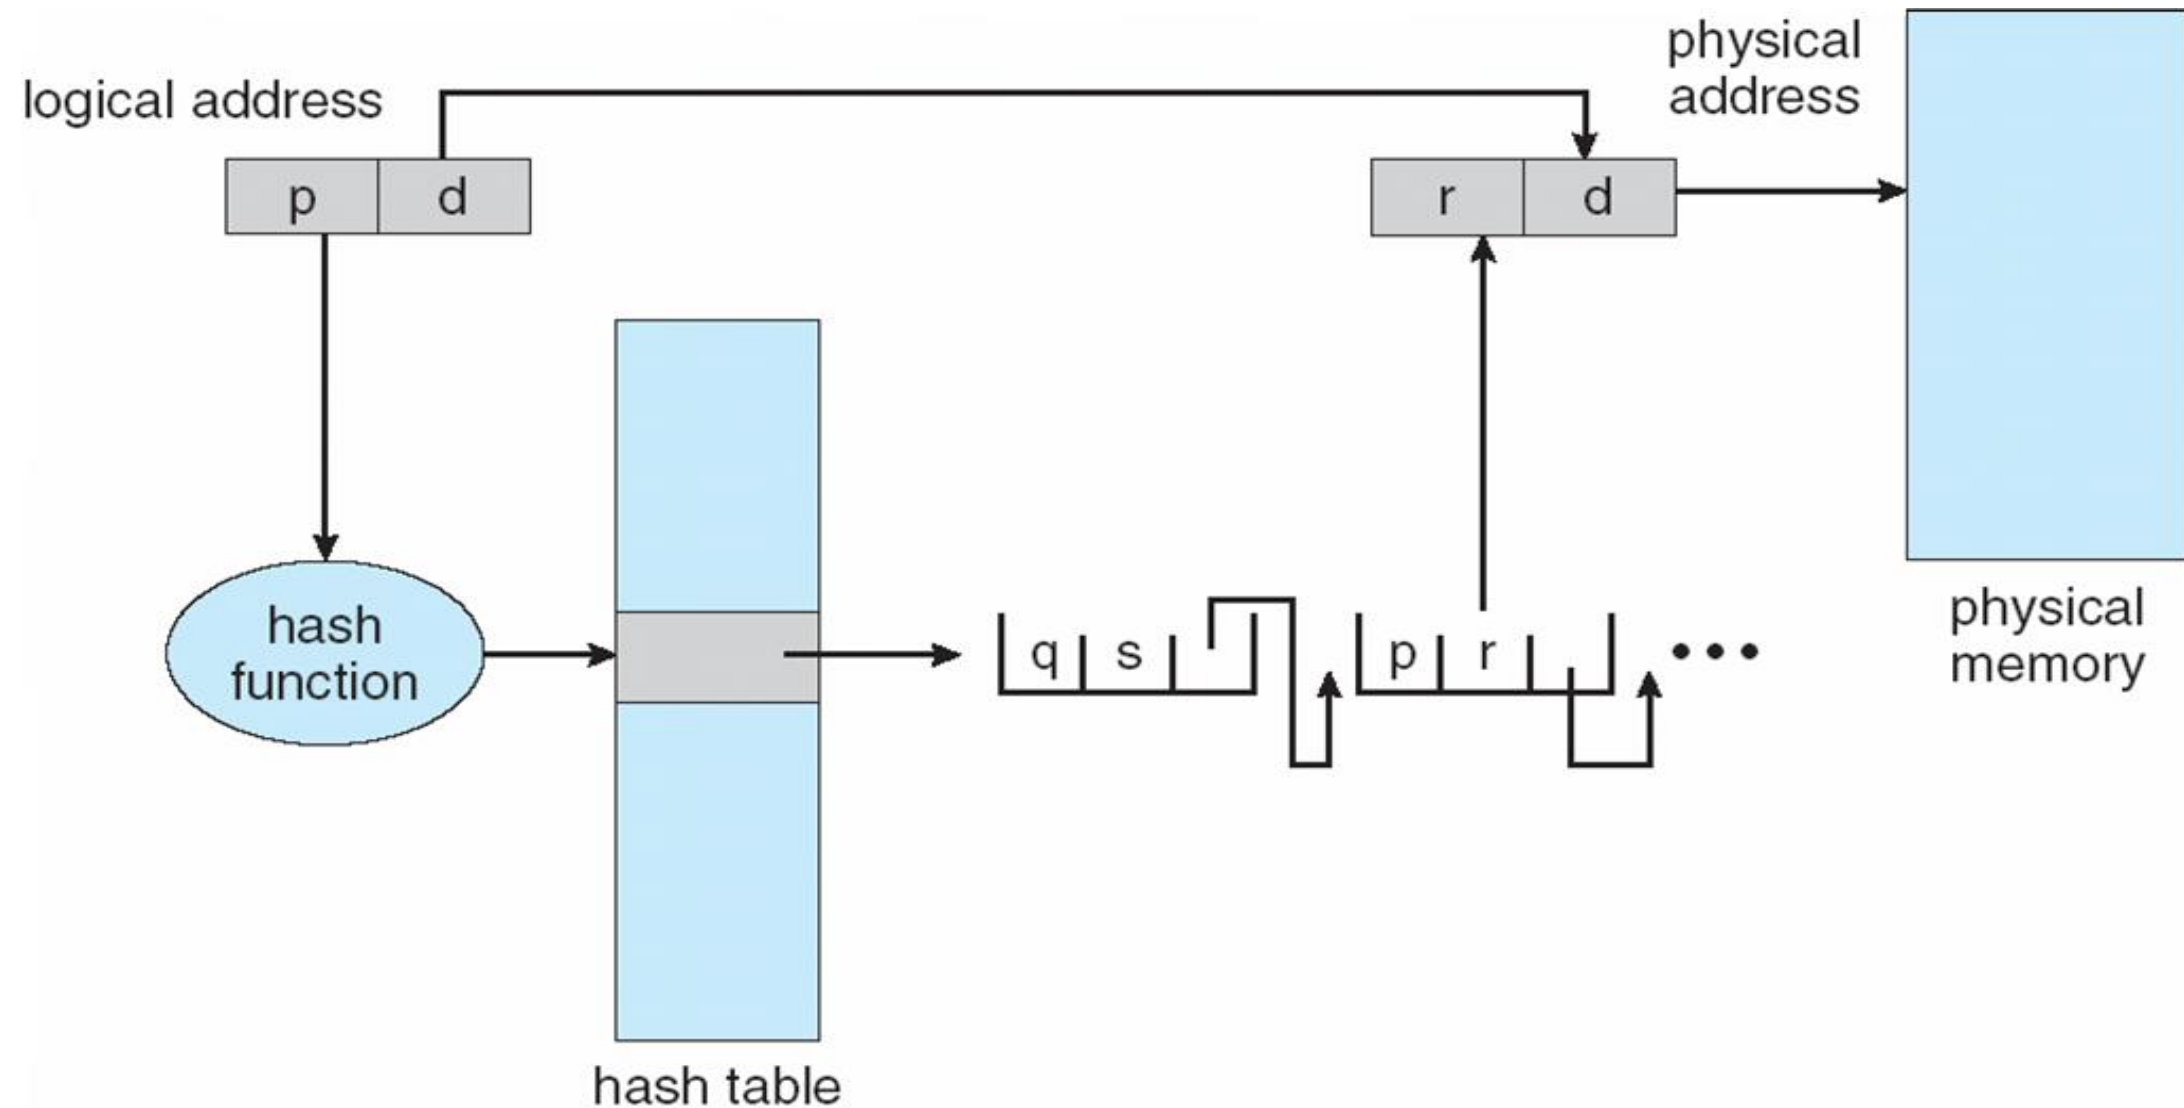 logical address
physical
address
p d
r d
hash
function
q s
p r
•••
physical
memory
hash table